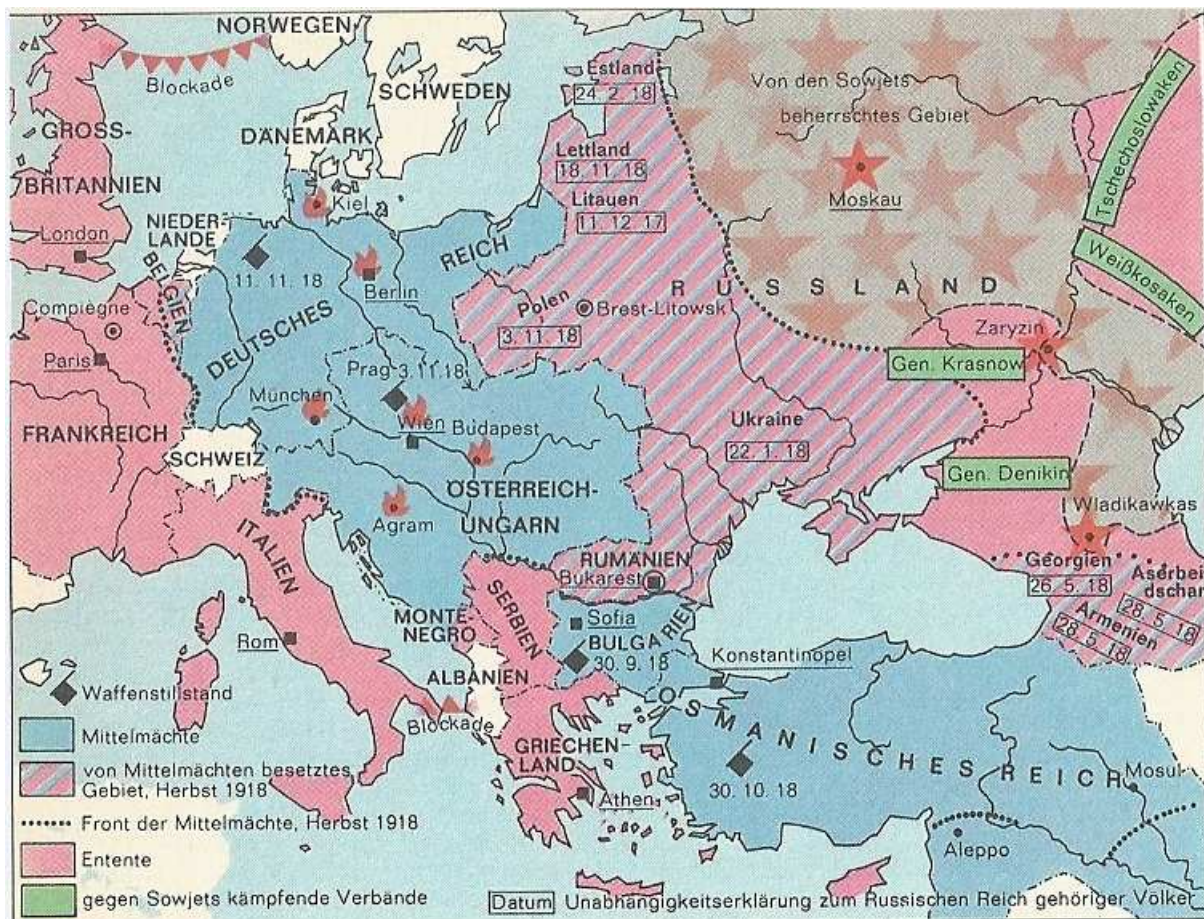 NORWEGEN
Blockade
SCHWEDEN
Estland
24. 2. 18
Von den Sowjets
beherrschtes Gebiet
Tschechoslowaken
GROSS-
BRITANNIEN
DÄNEMARK
Lettland
18. 11. 18
Litauen
11. 12. 17
Moskau
Weißkosaken
Kiel
London
NIEDER-
LANDE
BELGIEN
11. 11. 18
Berlin
DEUTSCHES
REICH
RUSSLAND
Polen
3. 11. 18
Brest-Litowsk
Zaryzin
Gen. Krasnow
Compiègne
Paris
Prag
3.11.18
München
Wien
Budapest
FRANKREICH
SCHWEIZ
Ukraine
22. 1. 18
Gen. Denikin
ÖSTERREICH-
UNGARN
Agram
Wladikawkas
ITALIEN
RUMÄNIEN
Bukarest
Georgien
26. 5. 18
Aserbei
dschan
28. 5. 18
Armenien
28. 5. 18
SERBIEN
MONTE-
NEGRO
Sofia
BULGARIEN
30. 9. 18
Rom
ALBANIEN
Konstantinopel
Blockade
OSMANISCHES REICH
30. 10. 18
Mosul
GRIECHEN-
LAND
Athen
Aleppo
Waffenstillstand
Mittelmächte
von Mittelmächten besetztes
Gebiet, Herbst 1918
Front der Mittelmächte, Herbst 1918
Entente
gegen Sowjets kämpfende Verbände
Datum Unabhängigkeitserklärung zum Russischen Reich gehöriger Völker